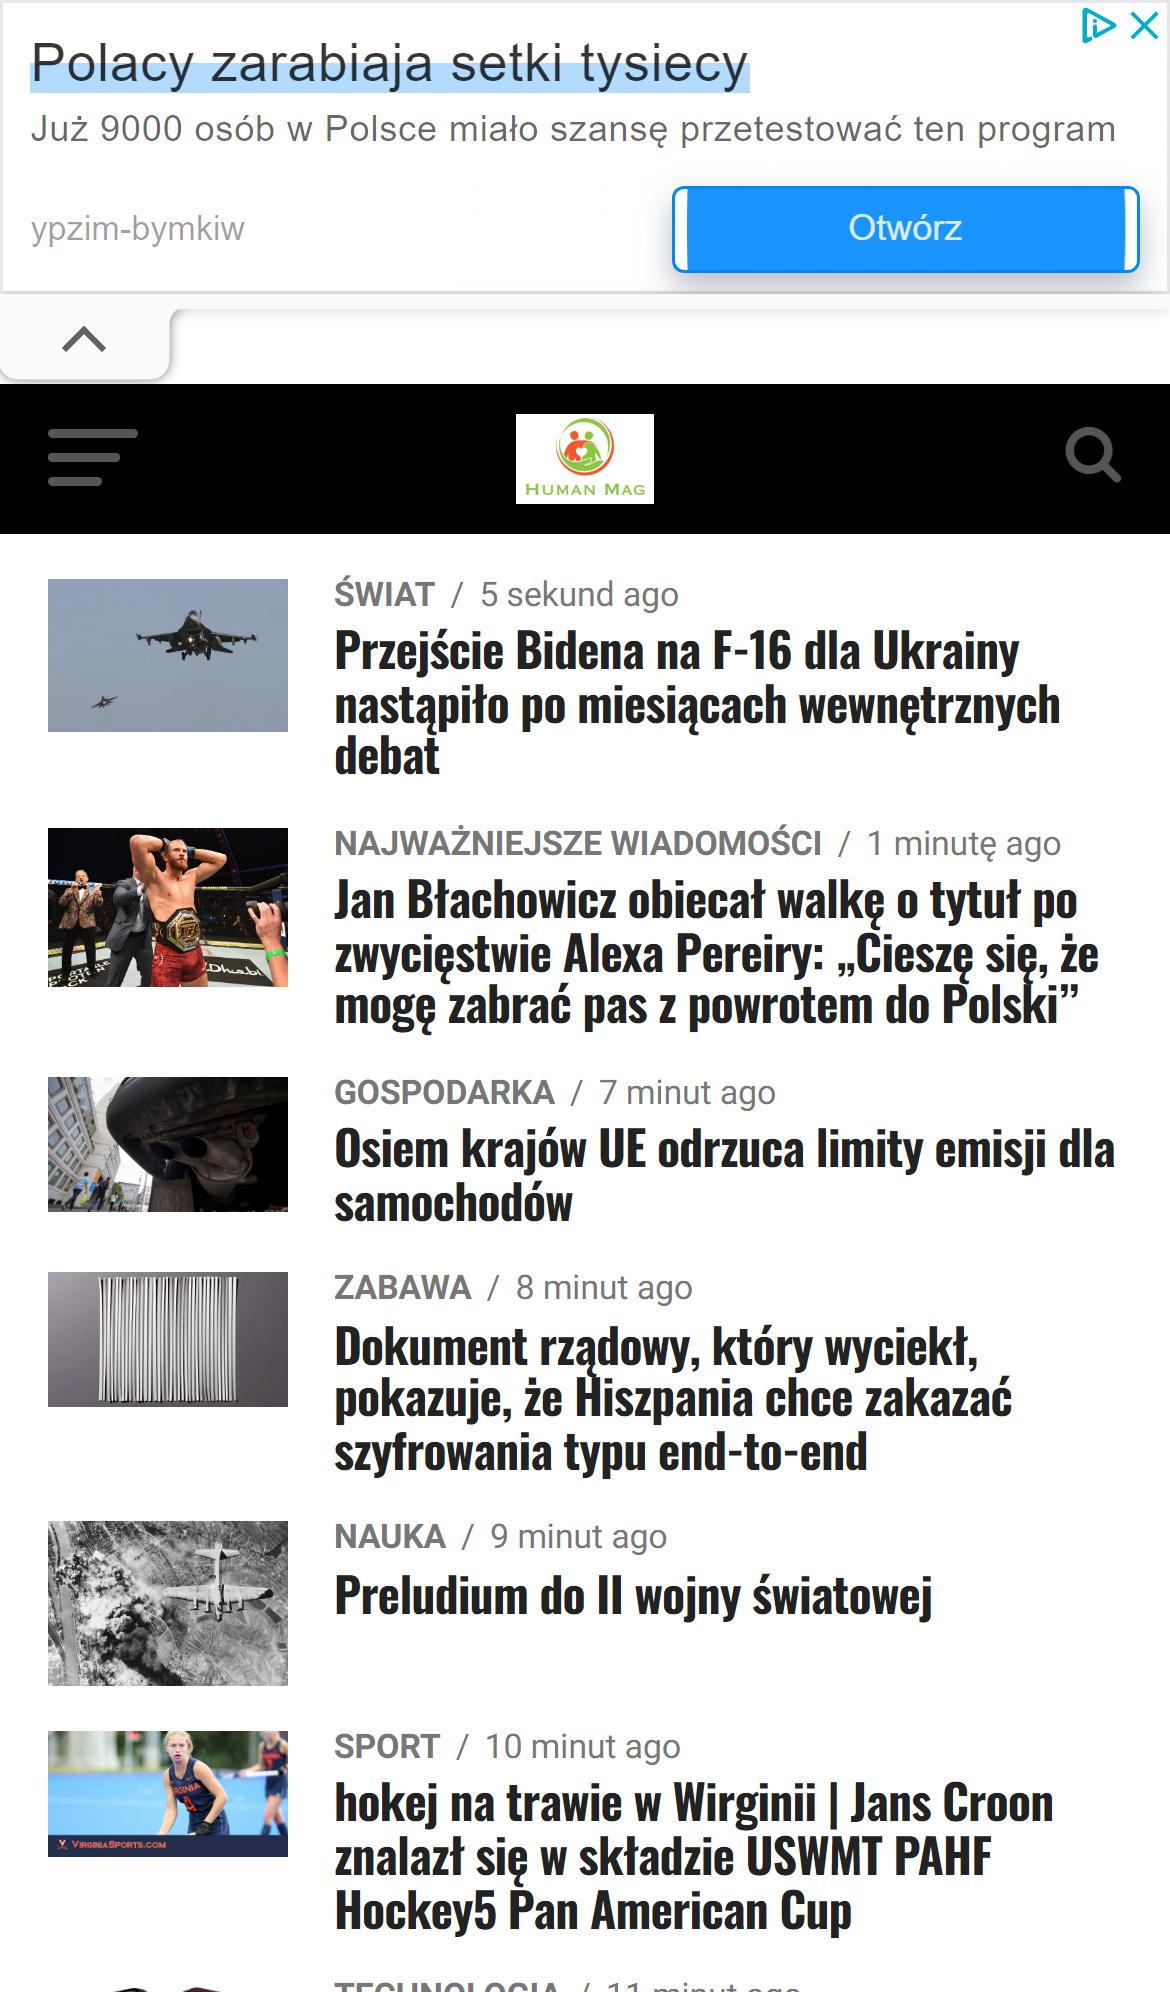 Polacy zarabiaja setki tysiecy
Już 9000 osób w Polsce miało szansę przetestować ten program
ypzim-bymkiw
Otwórz
HUMAN MAG
ŚWIAT / 5 sekund ago
Przejście Bidena na F-16 dla Ukrainy
nastąpiło po miesiącach wewnętrznych
debat
NAJWAŻNIEJSZE WIADOMOŚCI / 1 minutę ago
Jan Błachowicz obiecał walkę o tytuł po
zwycięstwie Alexa Pereiry: „Cieszę się, że
mogę zabrać pas z powrotem do Polski”
GOSPODARKA / 7 minut ago
Osiem krajów UE odrzuca limity emisji dla
samochodów
ZABAWA / 8 minut ago
Dokument rządowy, który wyciekł,
pokazuje, że Hiszpania chce zakazać
szyfrowania typu end-to-end
NAUKA / 9 minut ago
Preludium do II wojny światowej
SPORT / 10 minut ago
hokej na trawie w Wirginii | Jans Croon
znalazł się w składzie USWMT PAHF
Hockey5 Pan American Cup
VIRGINIASPORTS.COM
TECHNOLOGIA / 11 minut ago